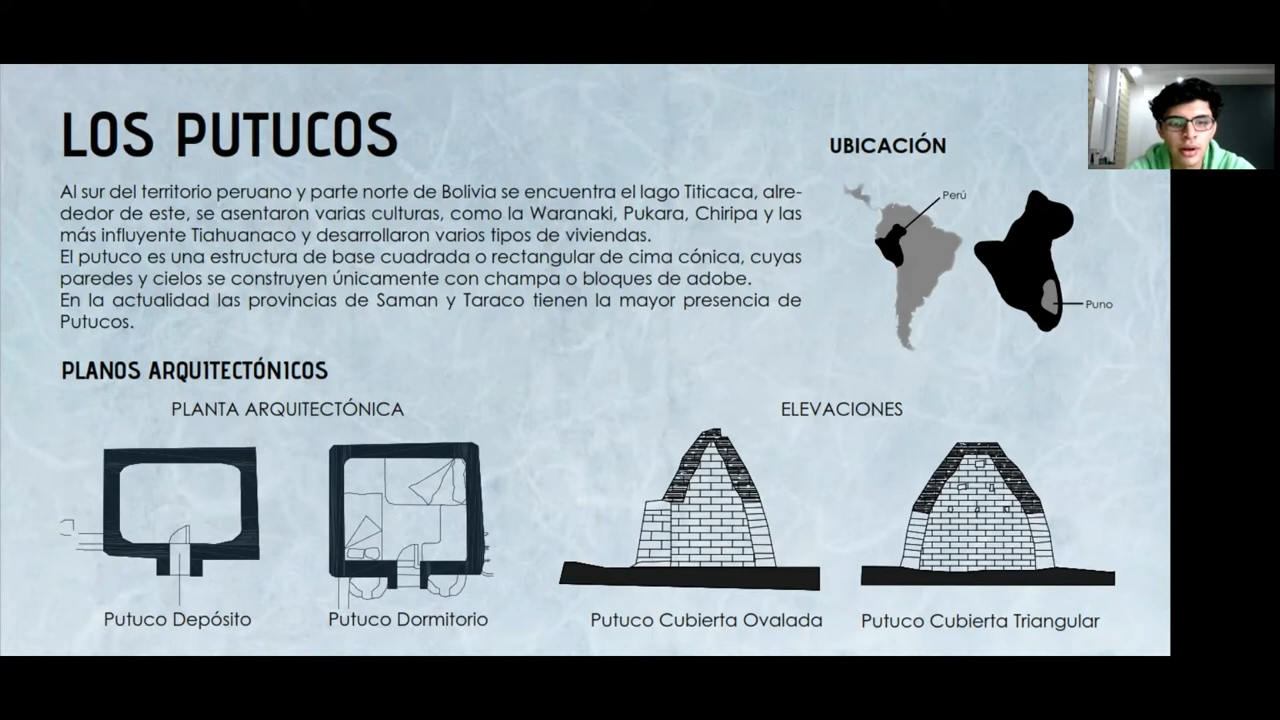 LOS PUTUCOS
Al sur del territorio peruano y parte norte de Bolivia se encuentra el lago Titicaca, alre-
dedor de este, se asentaron varias culturas, como la Waranaki, Pukara, Chiripa y las
más influyente Tiahuanaco y desarrollaron varios tipos de viviendas.
El putuco es una estructura de base cuadrada o rectangular de cima cónica, cuyas
paredes y cielos se construyen únicamente con champa o bloques de adobe.
En la actualidad las provincias de Saman y Taraco tienen la mayor presencia de
Putucos.
UBICACIÓN
Perú
Puno
PLANOS ARQUITECTÓNICOS
PLANTA ARQUITECTÓNICA
ELEVACIONES
Putuco Depósito
Putuco Dormitorio
Putuco Cubierta Ovalada
Putuco Cubierta Triangular